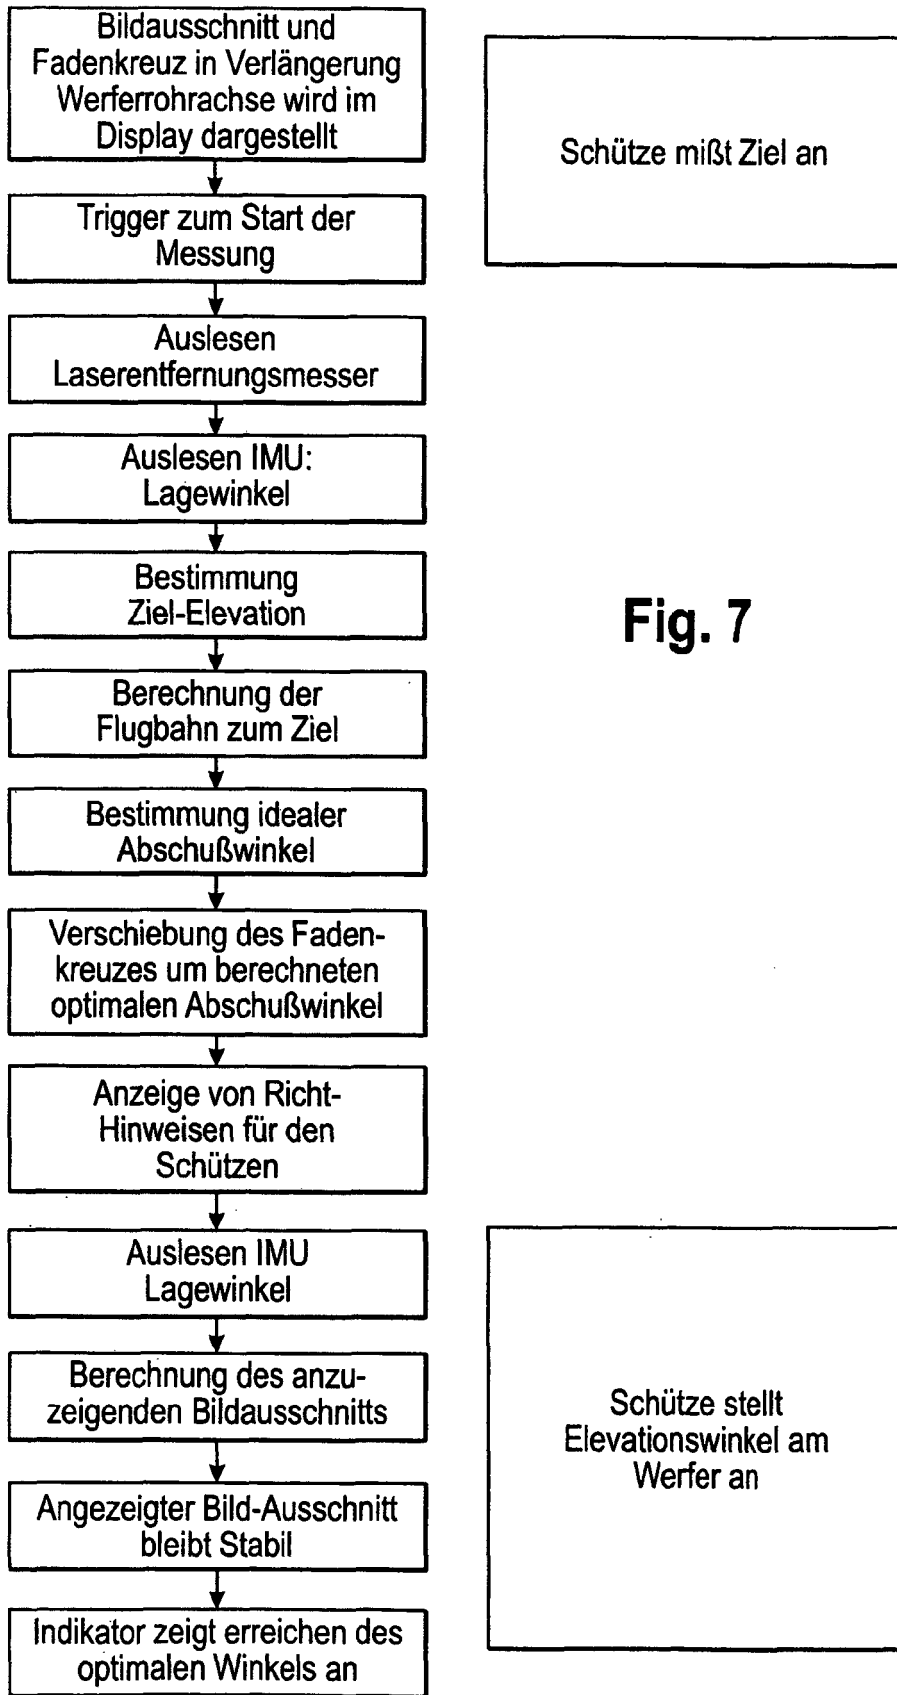 Bildausschnitt und
Fadenkreuz in Verlängerung
Werferrohrachse wird im
Display dargestellt
Schütze mißt Ziel an
Trigger zum Start der
Messung
Auslesen
Laserentfernungsmesser
Auslesen IMU:
Lagewinkel
Bestimmung
Ziel-Elevation
Fig. 7
Berechnung der
Flugbahn zum Ziel
Bestimmung idealer
Abschußwinkel
Verschiebung des Faden-
kreuzes um berechneten
optimalen Abschußwinkel
Anzeige von Richt-
Hinweisen für den
Schützen
Auslesen IMU
Lagewinkel
Berechnung des anzu-
zeigenden Bildausschnitts
Schütze stellt
Elevationswinkel am
Werfer an
Angezeigter Bild-Ausschnitt
bleibt Stabil
Indikator zeigt erreichen des
optimalen Winkels an